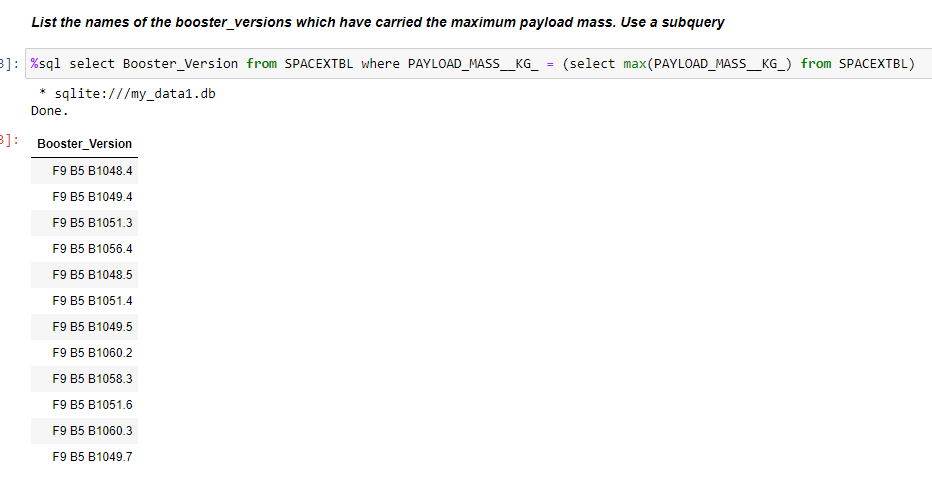 List the names of the booster_versions which have carried the maximum payload mass. Use a subquery
3]: %sql select Booster_Version from SPACEXTBL where PAYLOAD_MASS__KG_ = (select max(PAYLOAD_MASS__KG_) from SPACEXTBL)
* sqlite:///my_data1.db
Done.
3]: Booster_Version
F9 B5 B1048.4
F9 B5 B1049.4
F9 B5 B1051.3
F9 B5 B1056.4
F9 B5 B1048.5
F9 B5 B1051.4
F9 B5 B1049.5
F9 B5 B1060.2
F9 B5 B1058.3
F9 B5 B1051.6
F9 B5 B1060.3
F9 B5 B1049.7